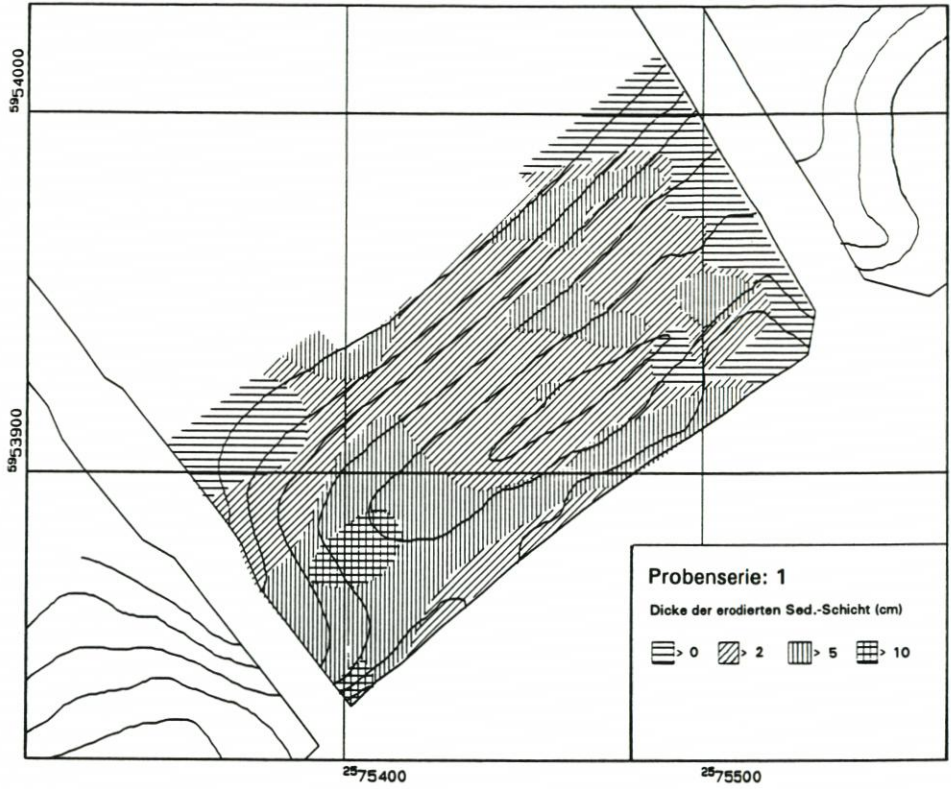 5954000
5953900
Probenserie: 1
Dicke der erodierten Sed.-Schicht (cm)
> 0 > 2 > 5 > 10
2575400 2575500